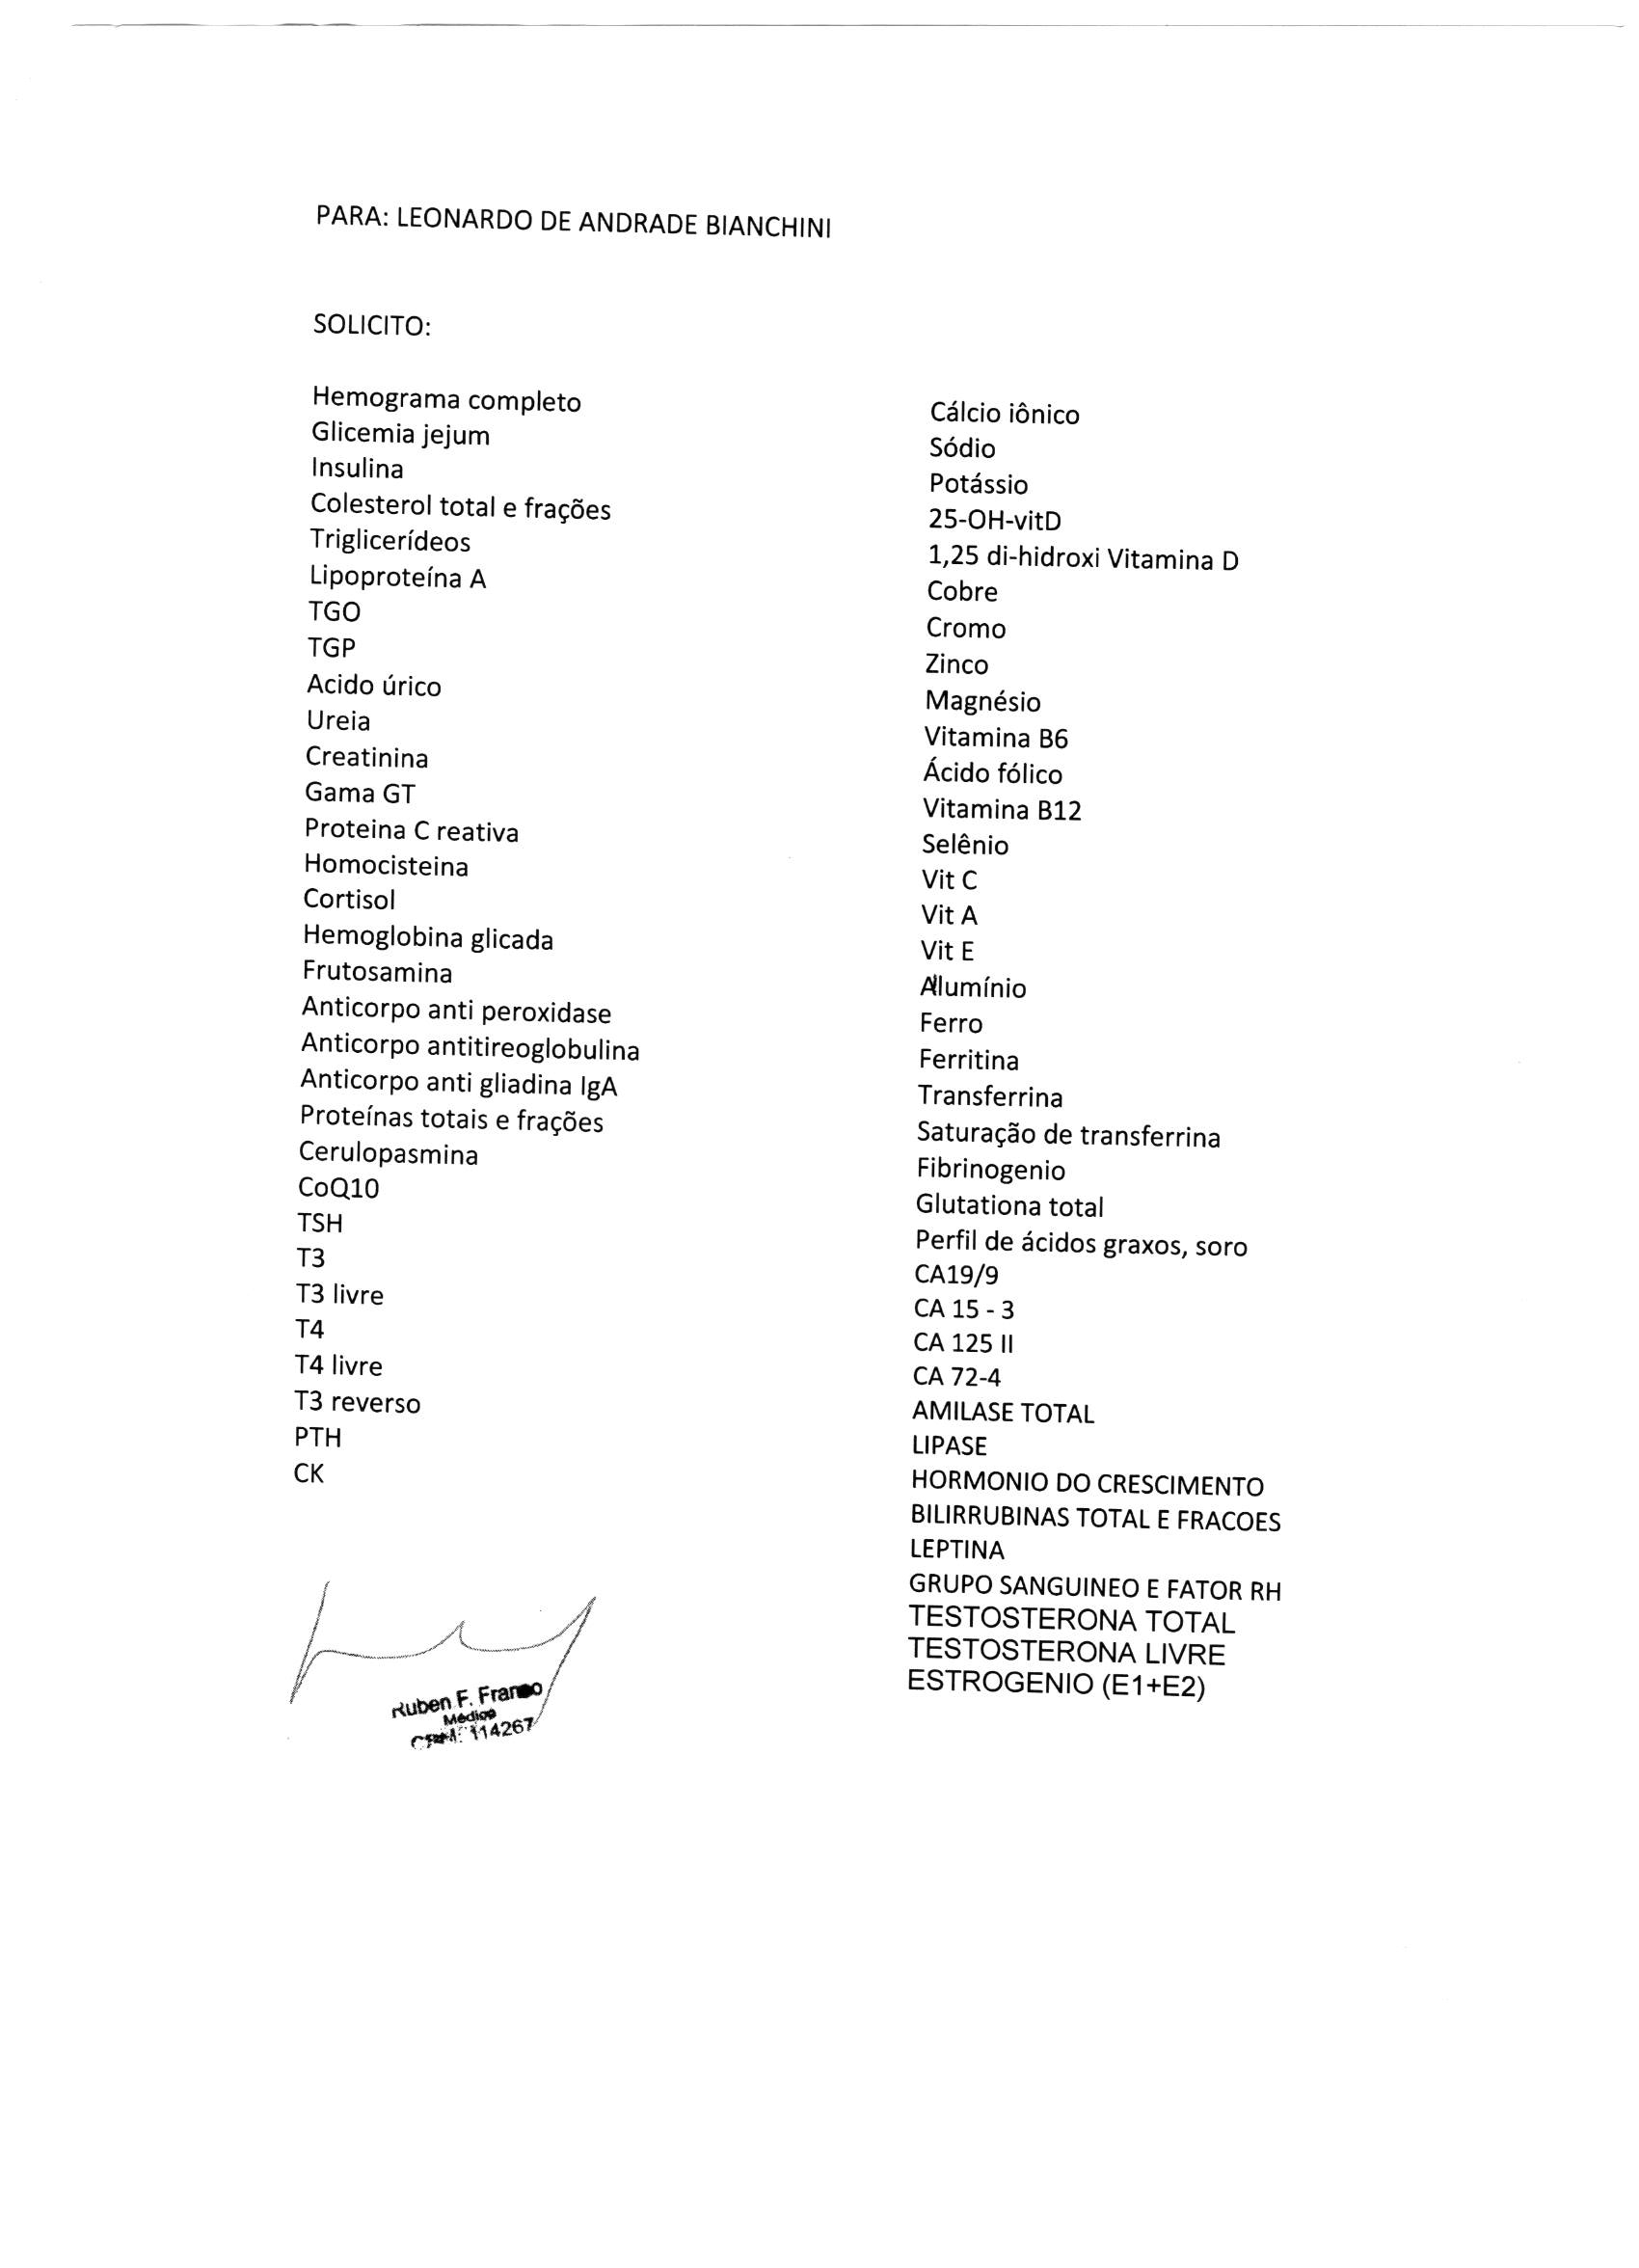 PARA: LEONARDO DE ANDRADE BIANCHINI
SOLICITO:
Hemograma completo
Glicemia jejum
Insulina
Colesterol total e frações
Triglicerídeos
Lipoproteína A
TGO
TGP
Acido úrico
Ureia
Creatinina
Gama GT
Proteina C reativa
Homocisteina
Cortisol
Hemoglobina glicada
Frutosamina
Anticorpo anti peroxidase
Anticorpo antitireoglobulina
Anticorpo anti gliadina IgA
Proteínas totais e frações
Cerulopasmina
CoQ10
TSH
T3
T3 livre
T4
T4 livre
T3 reverso
PTH
CK
Cálcio iônico
Sódio
Potássio
25-OH-vitD
1,25 di-hidroxi Vitamina D
Cobre
Cromo
Zinco
Magnésio
Vitamina B6
Ácido fólico
Vitamina B12
Selênio
Vit C
Vit A
Vit E
Alumínio
Ferro
Ferritina
Transferrina
Saturação de transferrina
Fibrinogenio
Glutationa total
Perfil de ácidos graxos, soro
CA19/9
CA 15 - 3
CA 125 II
CA 72-4
AMILASE TOTAL
LIPASE
HORMONIO DO CRESCIMENTO
BILIRRUBINAS TOTAL E FRACOES
LEPTINA
GRUPO SANGUINEO E FATOR RH
TESTOSTERONA TOTAL
TESTOSTERONA LIVRE
ESTROGENIO (E1+E2)
Ruben F. Franco
Médico
CRM: 114267